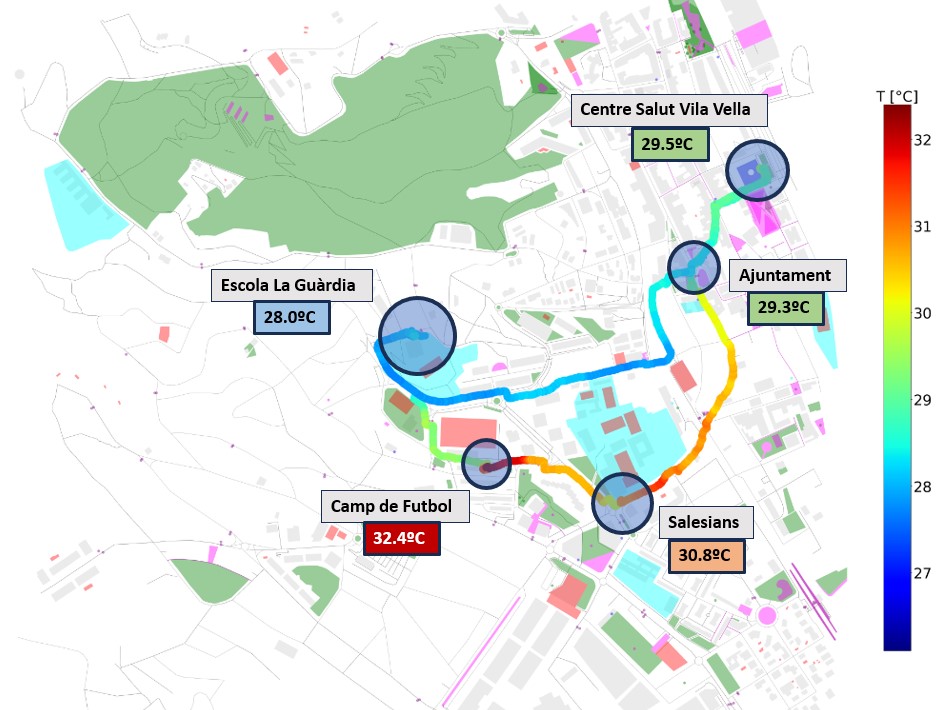 T [°C]
Centre Salut Vila Vella
29.5ºC
32
31
Ajuntament
29.3ºC
Escola La Guàrdia
28.0ºC
30
29
28
Camp de Futbol
32.4ºC
Salesians
30.8ºC
27